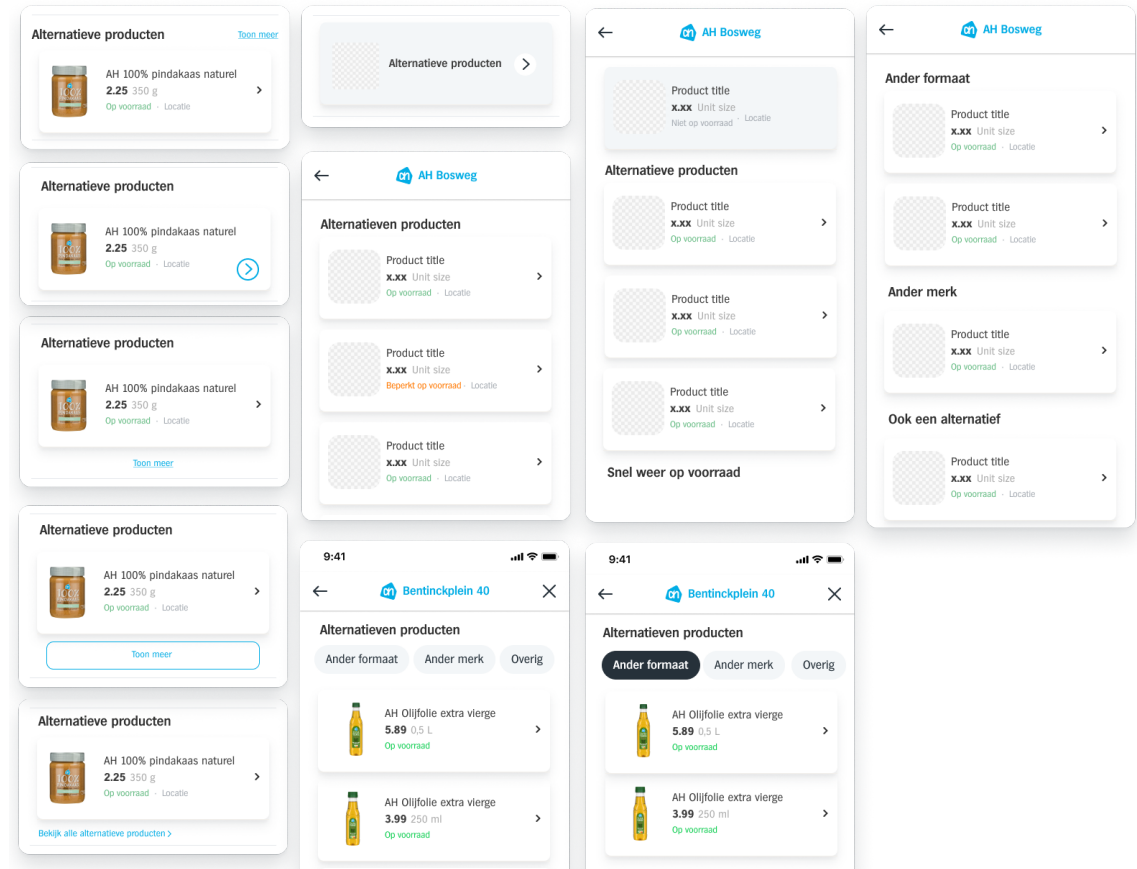 Alternatieve producten
Toon meer
AH 100% pindakaas naturel
2.25 350 g
Op voorraad · Locatie
Alternatieve producten
AH 100% pindakaas naturel
2.25 350 g
Op voorraad · Locatie
Alternatieve producten
AH 100% pindakaas naturel
2.25 350 g
Op voorraad · Locatie
Toon meer
Alternatieve producten
AH 100% pindakaas naturel
2.25 350 g
Op voorraad · Locatie
Toon meer
Alternatieve producten
AH 100% pindakaas naturel
2.25 350 g
Op voorraad · Locatie
Bekijk alle alternatieve producten >
Alternatieve producten
AH Bosweg
Alternatieven producten
Product title
x.xx Unit size
Op voorraad · Locatie
Product title
x.xx Unit size
Beperkt op voorraad · Locatie
Product title
x.xx Unit size
Op voorraad · Locatie
9:41
Bentinckplein 40
Alternatieven producten
Ander formaat Ander merk Overig
AH Olijfolie extra vierge
5.89 0,5 L
Op voorraad
AH Olijfolie extra vierge
3.99 250 ml
Op voorraad
AH Bosweg
Product title
x.xx Unit size
Niet op voorraad · Locatie
Alternatieve producten
Product title
x.xx Unit size
Op voorraad · Locatie
Product title
x.xx Unit size
Op voorraad · Locatie
Product title
x.xx Unit size
Op voorraad · Locatie
Snel weer op voorraad
9:41
Bentinckplein 40
Alternatieven producten
Ander formaat Ander merk Overig
AH Olijfolie extra vierge
5.89 0,5 L
Op voorraad
AH Olijfolie extra vierge
3.99 250 ml
Op voorraad
AH Bosweg
Ander formaat
Product title
x.xx Unit size
Op voorraad · Locatie
Product title
x.xx Unit size
Op voorraad · Locatie
Ander merk
Product title
x.xx Unit size
Op voorraad · Locatie
Ook een alternatief
Product title
x.xx Unit size
Op voorraad · Locatie